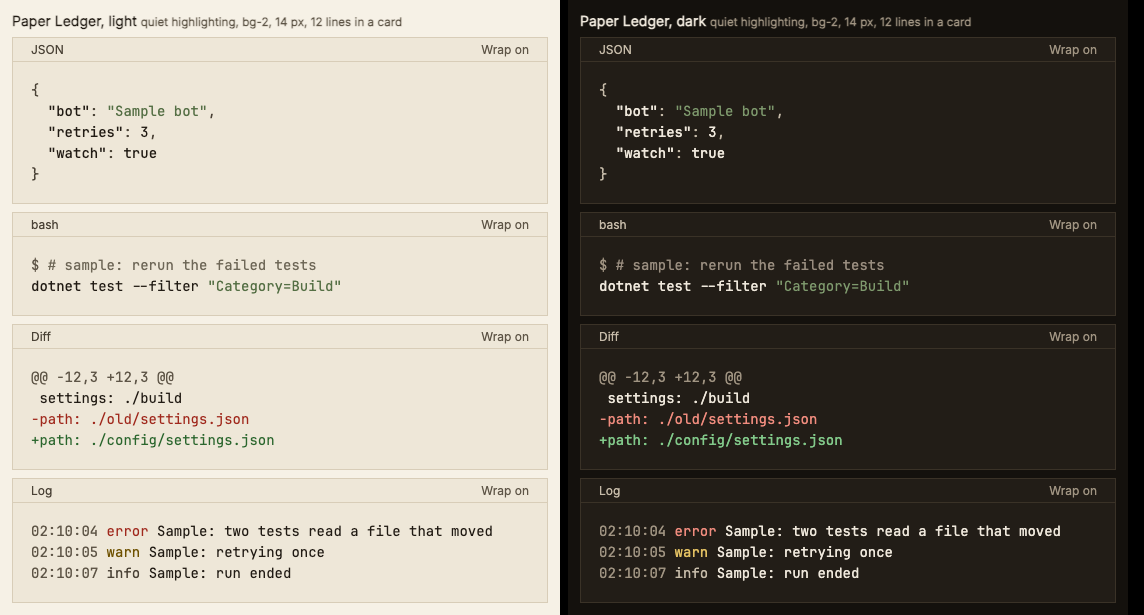 Paper Ledger, light quiet highlighting, bg-2, 14 px, 12 lines in a card
JSON Wrap on
{
  "bot": "Sample bot",
  "retries": 3,
  "watch": true
}
bash Wrap on
$ # sample: rerun the failed tests
dotnet test --filter "Category=Build"
Diff Wrap on
@@ -12,3 +12,3 @@
 settings: ./build
-path: ./old/settings.json
+path: ./config/settings.json
Log Wrap on
02:10:04 error Sample: two tests read a file that moved
02:10:05 warn Sample: retrying once
02:10:07 info Sample: run ended
Paper Ledger, dark quiet highlighting, bg-2, 14 px, 12 lines in a card
JSON Wrap on
{
  "bot": "Sample bot",
  "retries": 3,
  "watch": true
}
bash Wrap on
$ # sample: rerun the failed tests
dotnet test --filter "Category=Build"
Diff Wrap on
@@ -12,3 +12,3 @@
 settings: ./build
-path: ./old/settings.json
+path: ./config/settings.json
Log Wrap on
02:10:04 error Sample: two tests read a file that moved
02:10:05 warn Sample: retrying once
02:10:07 info Sample: run ended